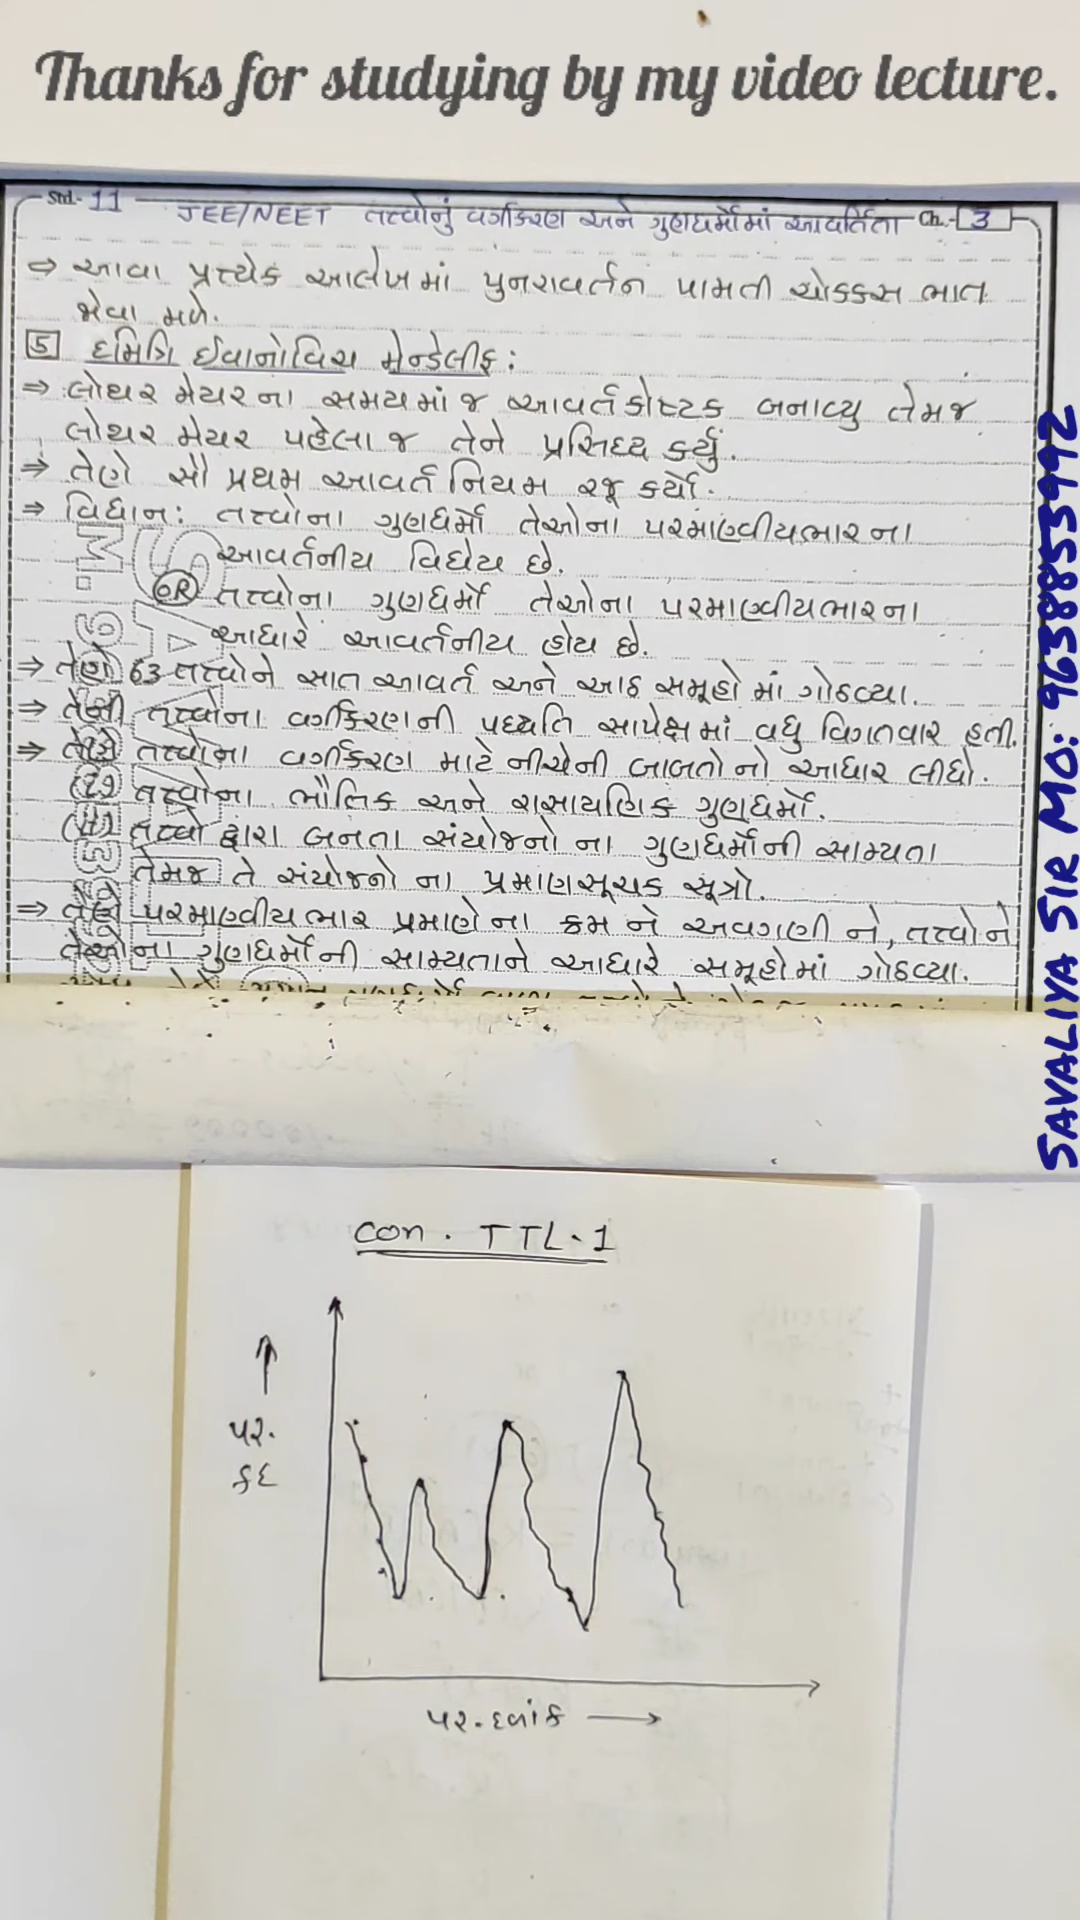 Thanks for studying by my video lecture.
Std.- 11 JEE/NEET તત્ત્વોનું વર્ગીકરણ અને ગુણધર્મોમાં આવર્તિતા Ch.- 3
⇒ આવા પ્રત્યેક આલેખમાં પુનરાવર્તન પામતી ચોક્કસ ભાત
જોવા મળે.
5 દમિત્રિ ઈવાનોવિચ મેન્ડેલીફ :
⇒ લોથર મેયરના સમયમાં જ આવર્તકોષ્ટક બનાવ્યુ તેમજ
લોથર મેયર પહેલા જ તેને પ્રસિધ્ધ કર્યું.
⇒ તેણે સૌ પ્રથમ આવર્ત નિયમ રજૂ કર્યો.
⇒ વિધાન: તત્ત્વોના ગુણધર્મો તેઓના પરમાણ્વીયભારના
આવર્તનીય વિધેય છે.
OR તત્ત્વોના ગુણધર્મો તેઓના પરમાણ્વીયભારના
આધારે આવર્તનીય હોય છે.
⇒ તેણે 63 તત્ત્વોને સાત આવર્ત અને આઠ સમૂહોમાં ગોઠવ્યા.
⇒ તેની તત્ત્વોના વર્ગીકરણની પધ્ધતિ સાપેક્ષમાં વધુ વિગતવાર હતી.
⇒ તેણે તત્ત્વોના વર્ગીકરણ માટે નીચેની બાબતોનો આધાર લીધો.
તત્ત્વોના ભૌતિક અને રાસાયણિક ગુણધર્મો.
તત્ત્વો દ્વારા બનતા સંયોજનો ના ગુણધર્મોની સામ્યતા
તેમજ તે સંયોજનો ના પ્રમાણસૂચક સૂત્રો.
⇒ તેણે પરમાણ્વીયભાર પ્રમાણેના ક્રમ ને અવગણી ને, તત્ત્વોને
તેઓના ગુણધર્મોની સામ્યતાને આધારે સમૂહોમાં ગોઠવ્યા.
SAVALIYA SIR MO: 9638853992
con. TTL-1
પર.
કદ
પર.ક્રમાંક